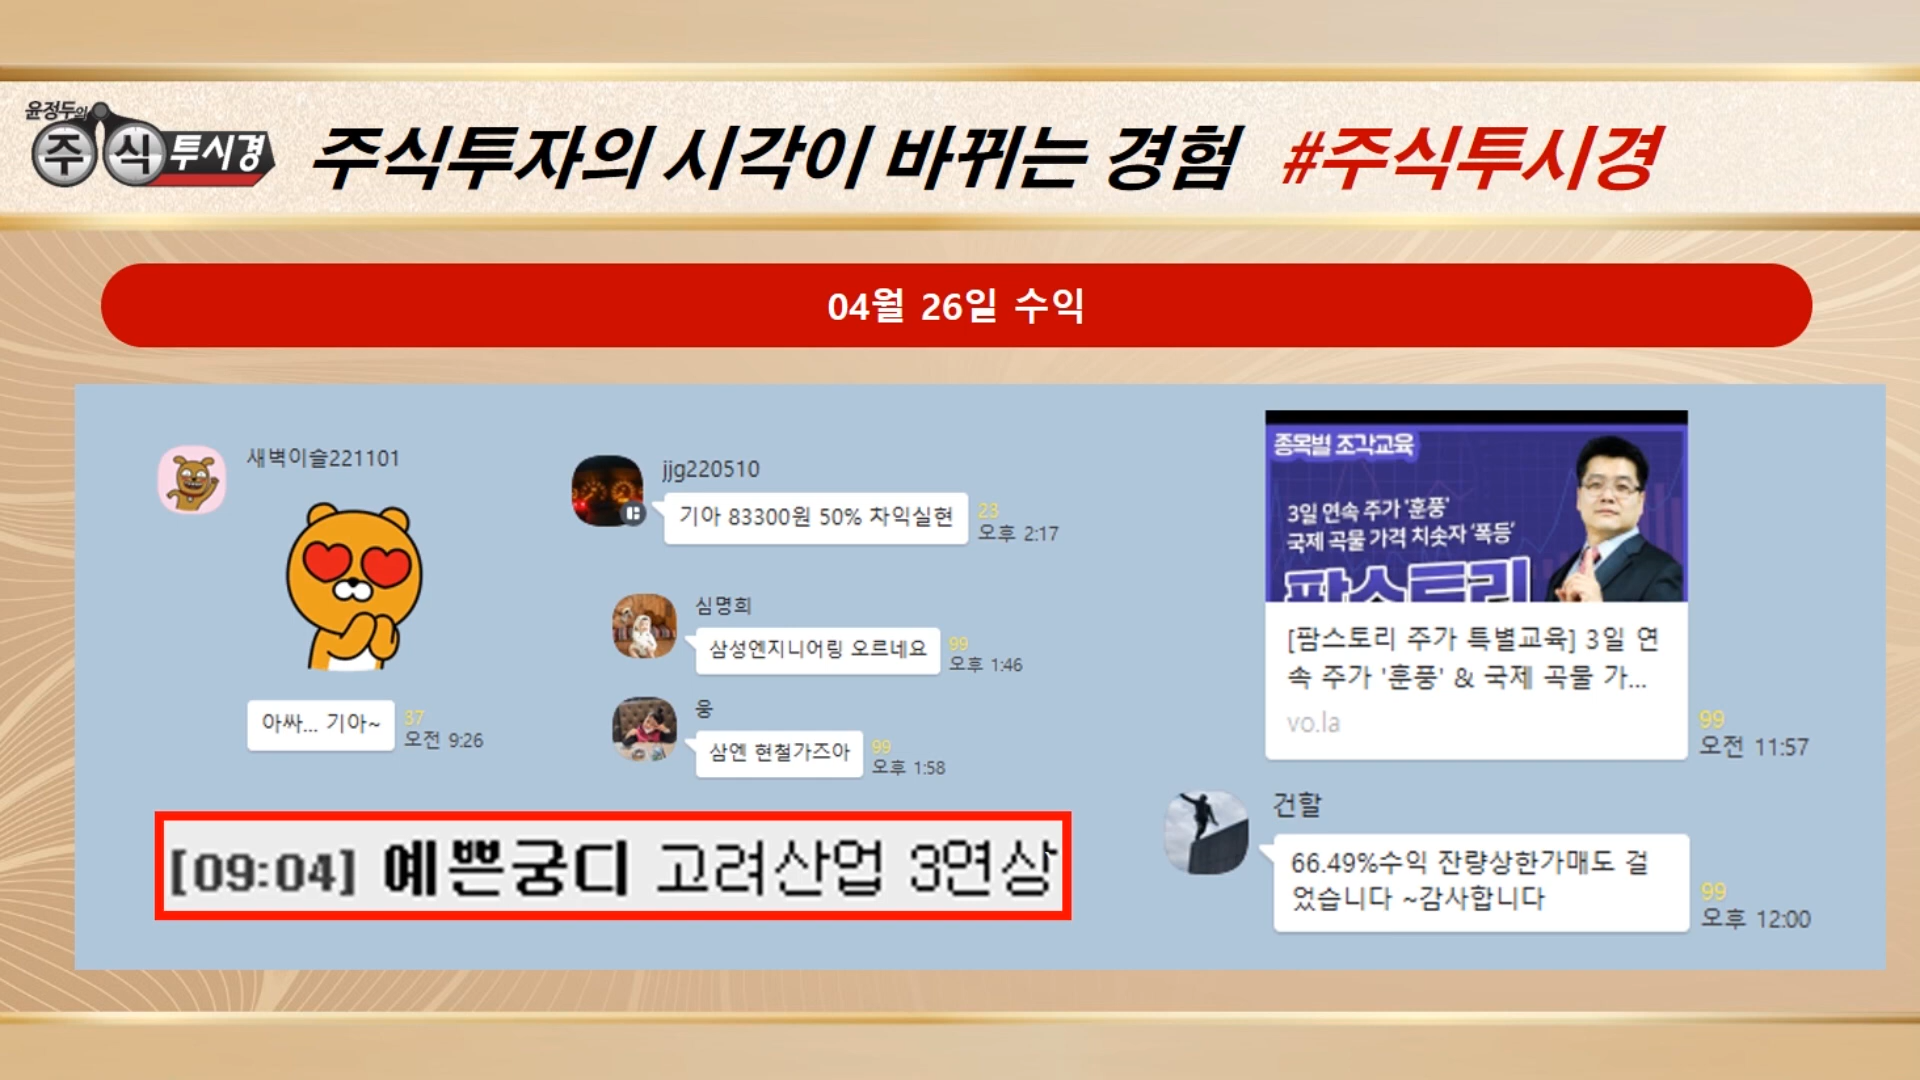 윤정두의
주식투시경
주식투자의 시각이 바뀌는 경험 #주식투시경
04월 26일 수익
새벽이슬221101
아싸... 기아~
37
오전 9:26
jjg220510
기아 83300원 50% 차익실현
23
오후 2:17
심명희
삼성엔지니어링 오르네요
99
오후 1:46
웅
삼엔 현철가즈아
99
오후 1:58
[09:04] 예쁜궁디 고려산업 3연상
종목별 조각교육
3일 연속 주가 '훈풍'
국제 곡물 가격 치솟자 '폭등'
팜스토리
[팜스토리 주가 특별교육] 3일 연
속 주가 '훈풍' & 국제 곡물 가...
vo.la
99
오전 11:57
건할
66.49%수익 잔량상한가매도 걸
었습니다 ~감사합니다
99
오후 12:00